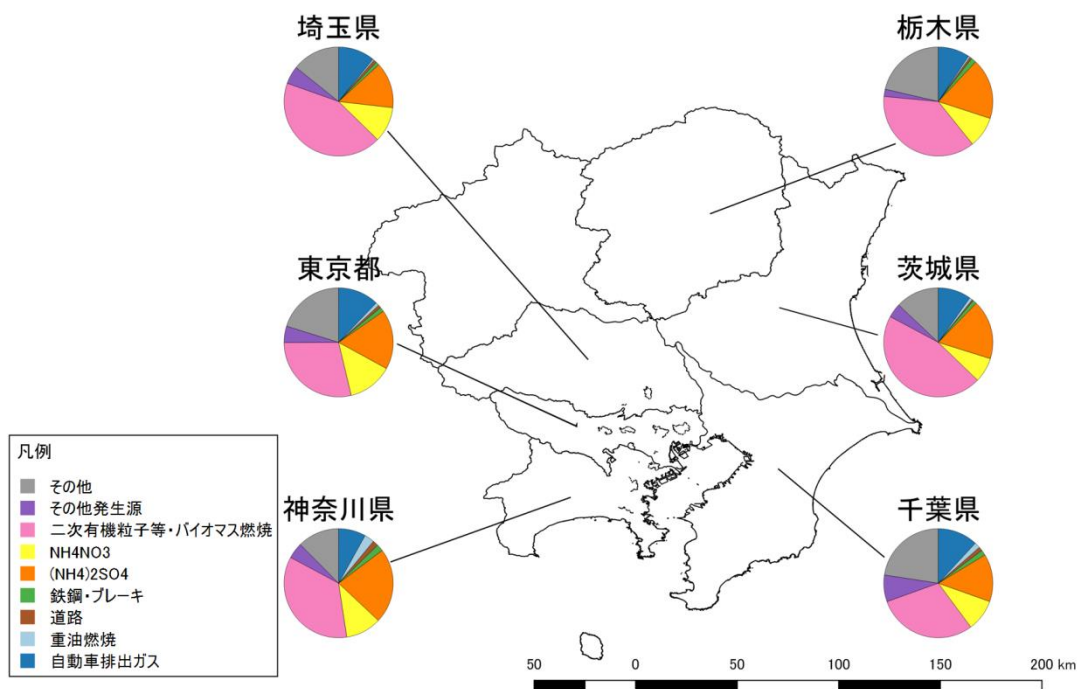 埼玉県
栃木県
東京都
茨城県
神奈川県
千葉県
凡例
その他
その他発生源
二次有機粒子等・バイオマス燃焼
NH4NO3
(NH4)2SO4
鉄鋼・ブレーキ
道路
重油燃焼
自動車排出ガス
50 0 50 100 150 200 km